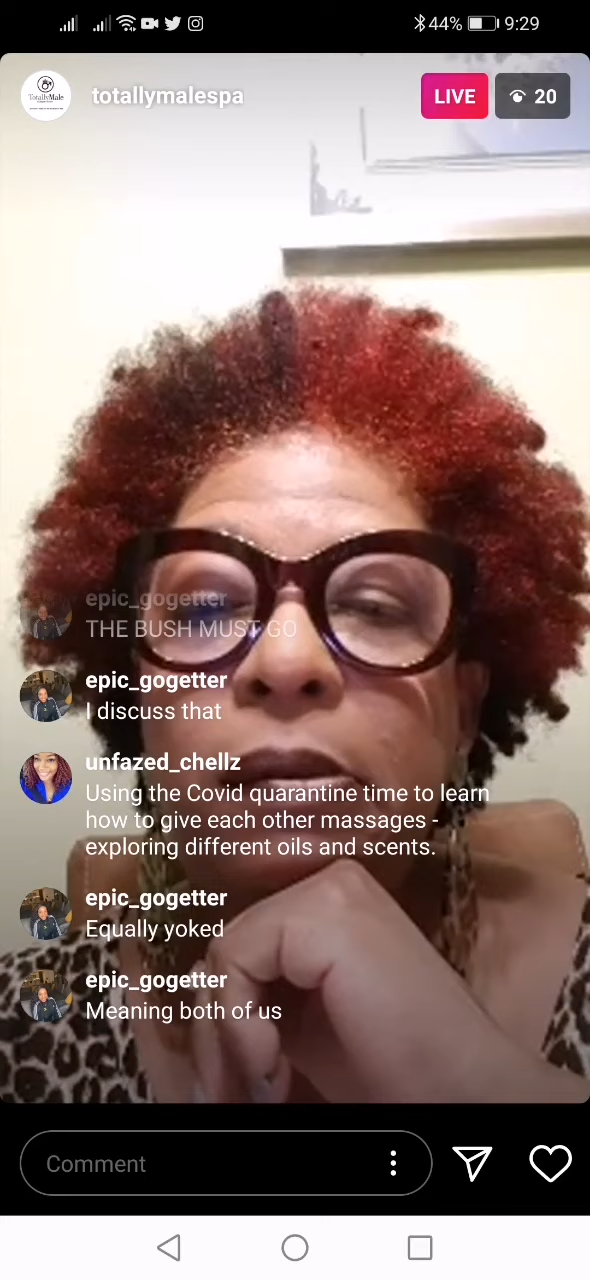 44% 9:29
TotallyMale
totallymalespa
LIVE
20
epic_gogetter
THE BUSH MUST GO
epic_gogetter
I discuss that
unfazed_chellz
Using the Covid quarantine time to learn
how to give each other massages -
exploring different oils and scents.
epic_gogetter
Equally yoked
epic_gogetter
Meaning both of us
Comment